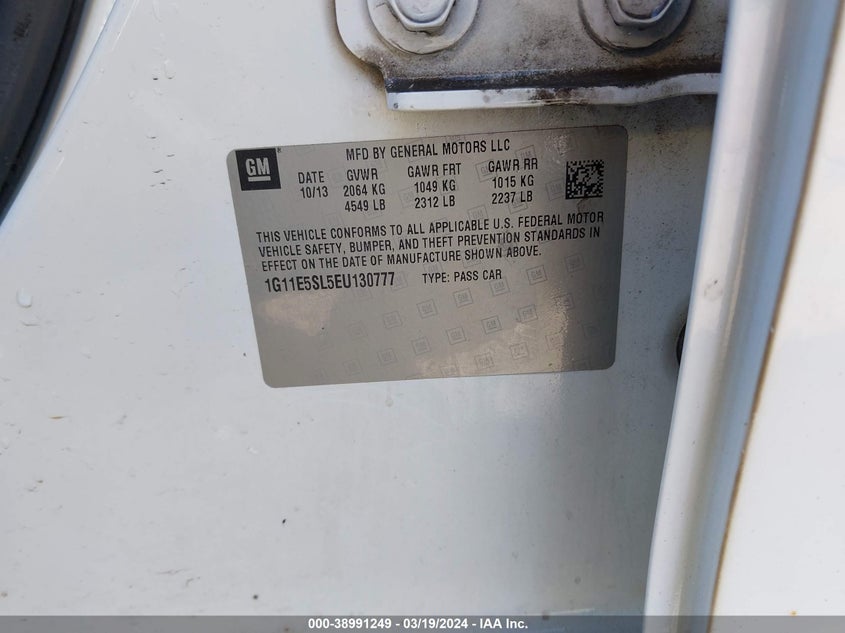 GM
MFD BY GENERAL MOTORS LLC
DATE GVWR GAWR FRT GAWR RR
10/13 2064 KG 1049 KG 1015 KG
4549 LB 2312 LB 2237 LB
THIS VEHICLE CONFORMS TO ALL APPLICABLE U.S. FEDERAL MOTOR
VEHICLE SAFETY, BUMPER, AND THEFT PREVENTION STANDARDS IN
EFFECT ON THE DATE OF MANUFACTURE SHOWN ABOVE.
1G11E5SL5EU130777 TYPE: PASS CAR
000-38991249 - 03/19/2024 - IAA Inc.